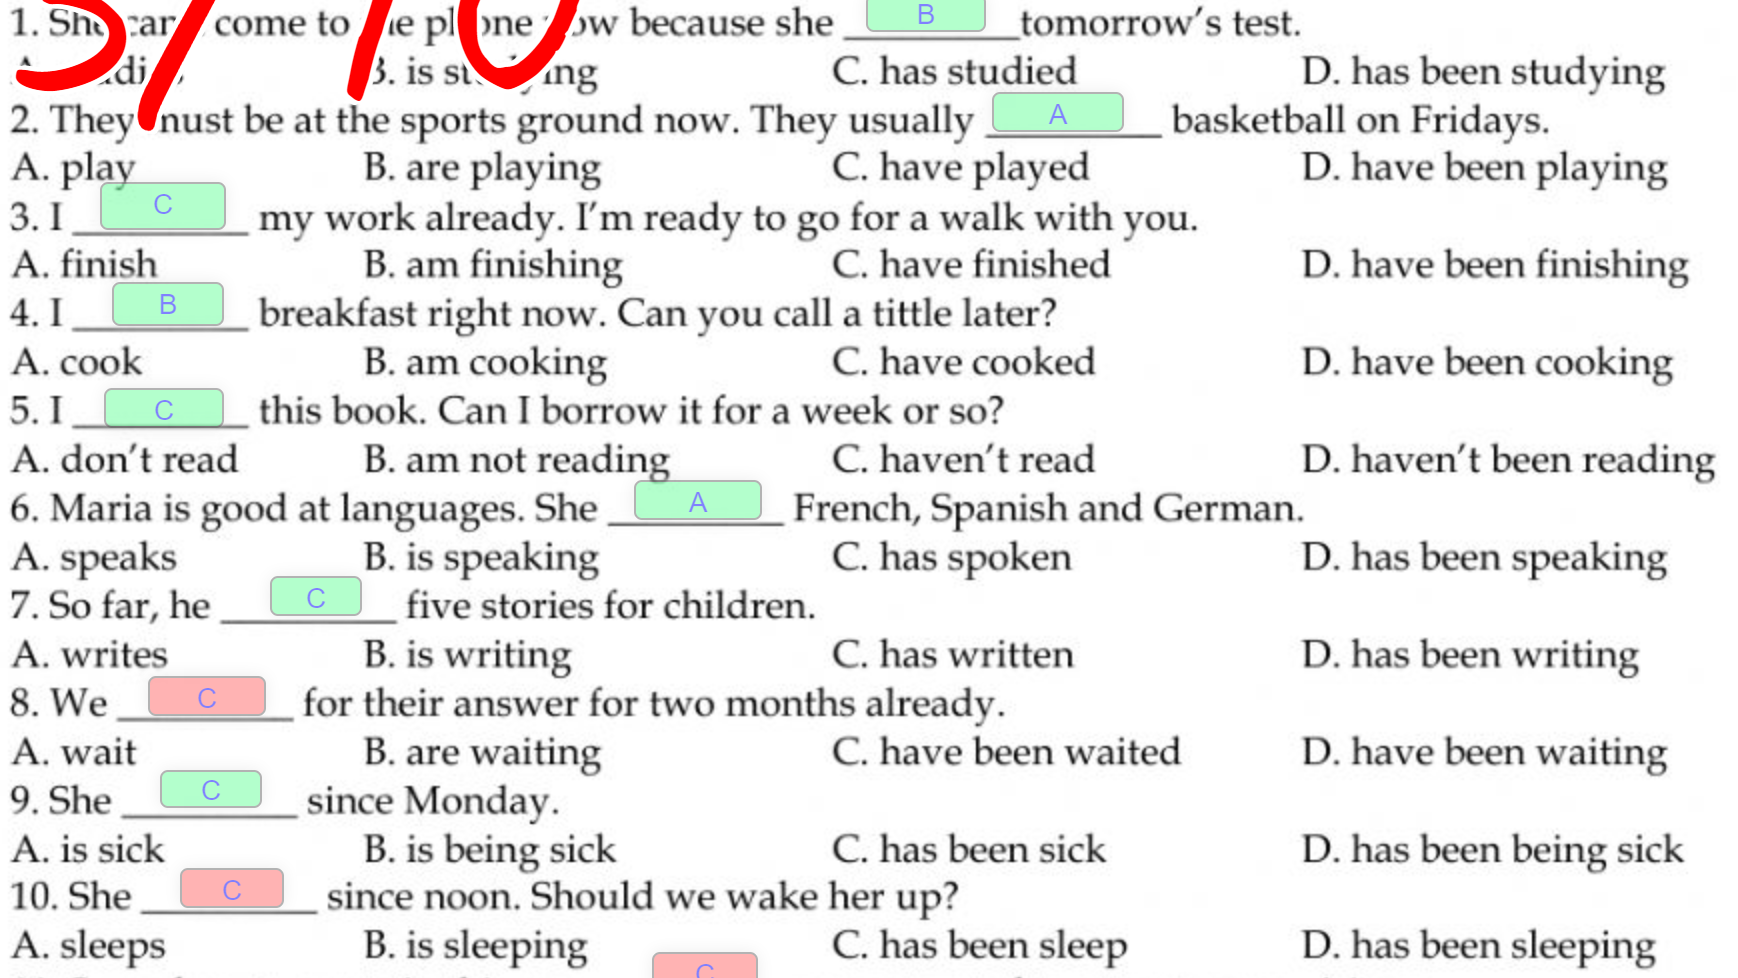 1. She can come to the phone now because she B tomorrow's test.
B. is studying C. has studied D. has been studying
2. They must be at the sports ground now. They usually A basketball on Fridays.
A. play B. are playing C. have played D. have been playing
3. I C my work already. I'm ready to go for a walk with you.
A. finish B. am finishing C. have finished D. have been finishing
4. I B breakfast right now. Can you call a tittle later?
A. cook B. am cooking C. have cooked D. have been cooking
5. I C this book. Can I borrow it for a week or so?
A. don't read B. am not reading C. haven't read D. haven't been reading
6. Maria is good at languages. She A French, Spanish and German.
A. speaks B. is speaking C. has spoken D. has been speaking
7. So far, he C five stories for children.
A. writes B. is writing C. has written D. has been writing
8. We C for their answer for two months already.
A. wait B. are waiting C. have been waited D. have been waiting
9. She C since Monday.
A. is sick B. is being sick C. has been sick D. has been being sick
10. She C since noon. Should we wake her up?
A. sleeps B. is sleeping C. has been sleep D. has been sleeping
C